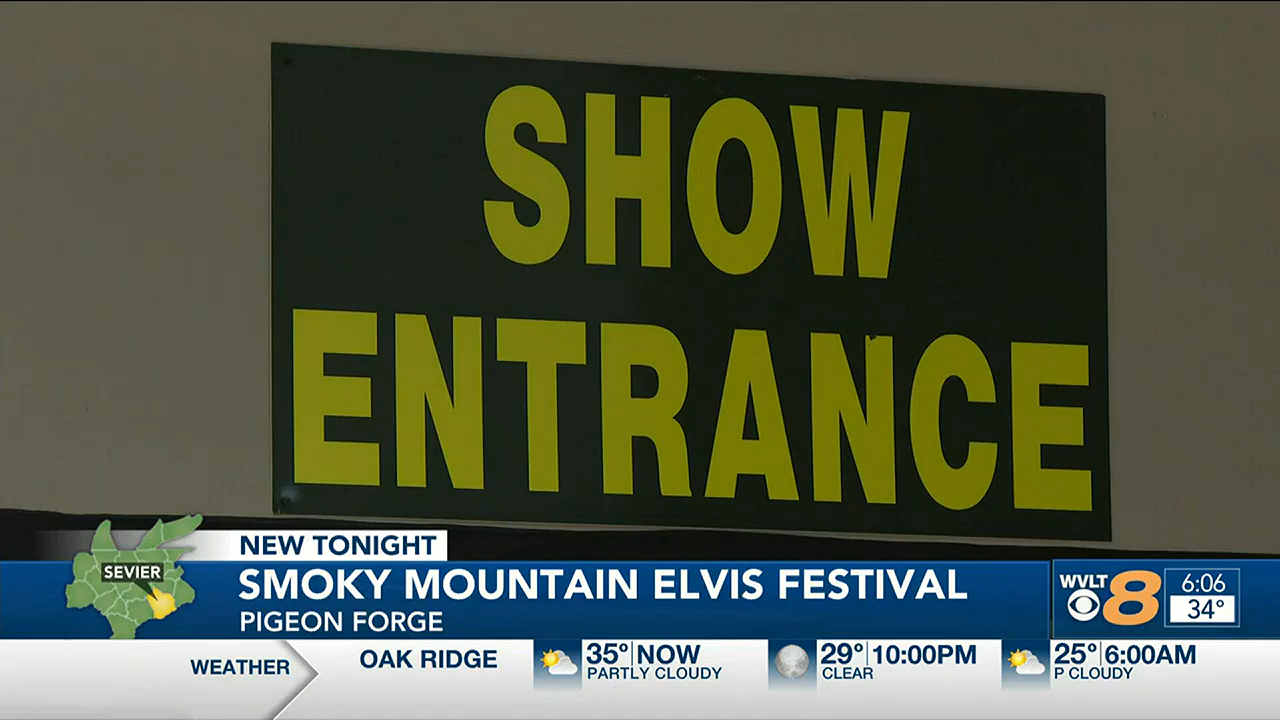 SHOW
ENTRANCE
NEW TONIGHT
SEVIER
SMOKY MOUNTAIN ELVIS FESTIVAL
PIGEON FORGE
WVLT 8
6:06
34°
WEATHER
OAK RIDGE
35° NOW
PARTLY CLOUDY
29° 10:00PM
CLEAR
25° 6:00AM
P CLOUDY